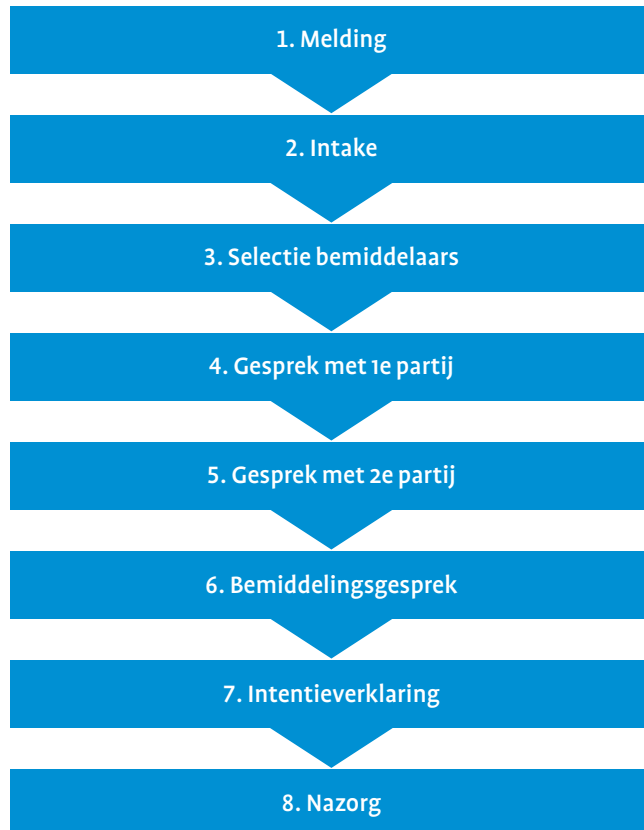 1. Melding
2. Intake
3. Selectie bemiddelaars
4. Gesprek met 1e partij
5. Gesprek met 2e partij
6. Bemiddelingsgesprek
7. Intentieverklaring
8. Nazorg